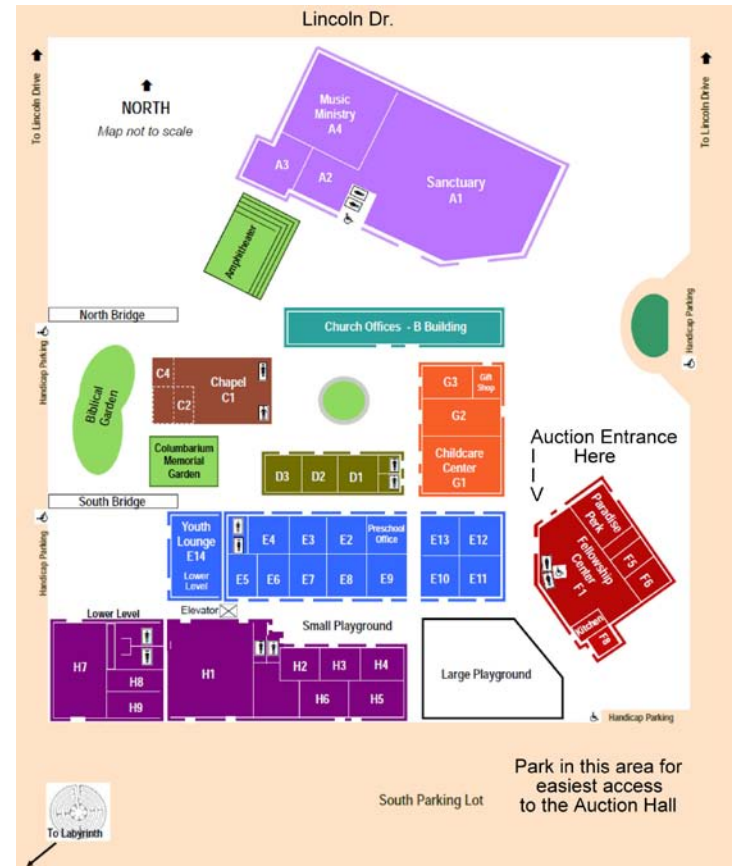 Lincoln Dr.
To Lincoln Drive
NORTH
Map not to scale
To Lincoln Drive
Music
Ministry
A4
A3
A2
Sanctuary
A1
Amphitheater
North Bridge
Handicap Parking
Church Offices - B Building
Handicap Parking
Biblical
Garden
C4
C2
Chapel
C1
G3
Gift
Shop
G2
Childcare
Center
G1
Columbarium
Memorial
Garden
D3
D2
D1
Auction Entrance
Here
South Bridge
Handicap Parking
Youth
Lounge
E14
Lower
Level
E4
E3
E2
Preschool
Office
E13
E12
E5
E6
E7
E8
E9
E10
E11
Paradise
Perk
Fellowship
Center
F1
F5
F6
Kitchen
F8
Lower Level
Elevator
Small Playground
H7
H8
H9
H1
H2
H3
H4
H6
H5
Large Playground
Handicap Parking
Park in this area for
easiest access
to the Auction Hall
South Parking Lot
To Labyrinth